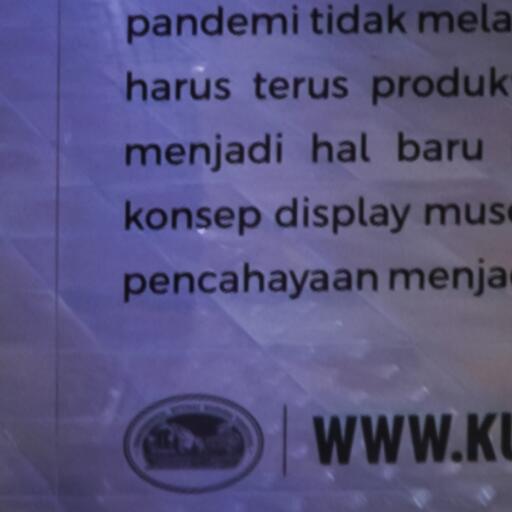 pandemi tidak mela
harus terus produk
menjadi hal baru
konsep display mus
pencahayaan menja
WWW.KU